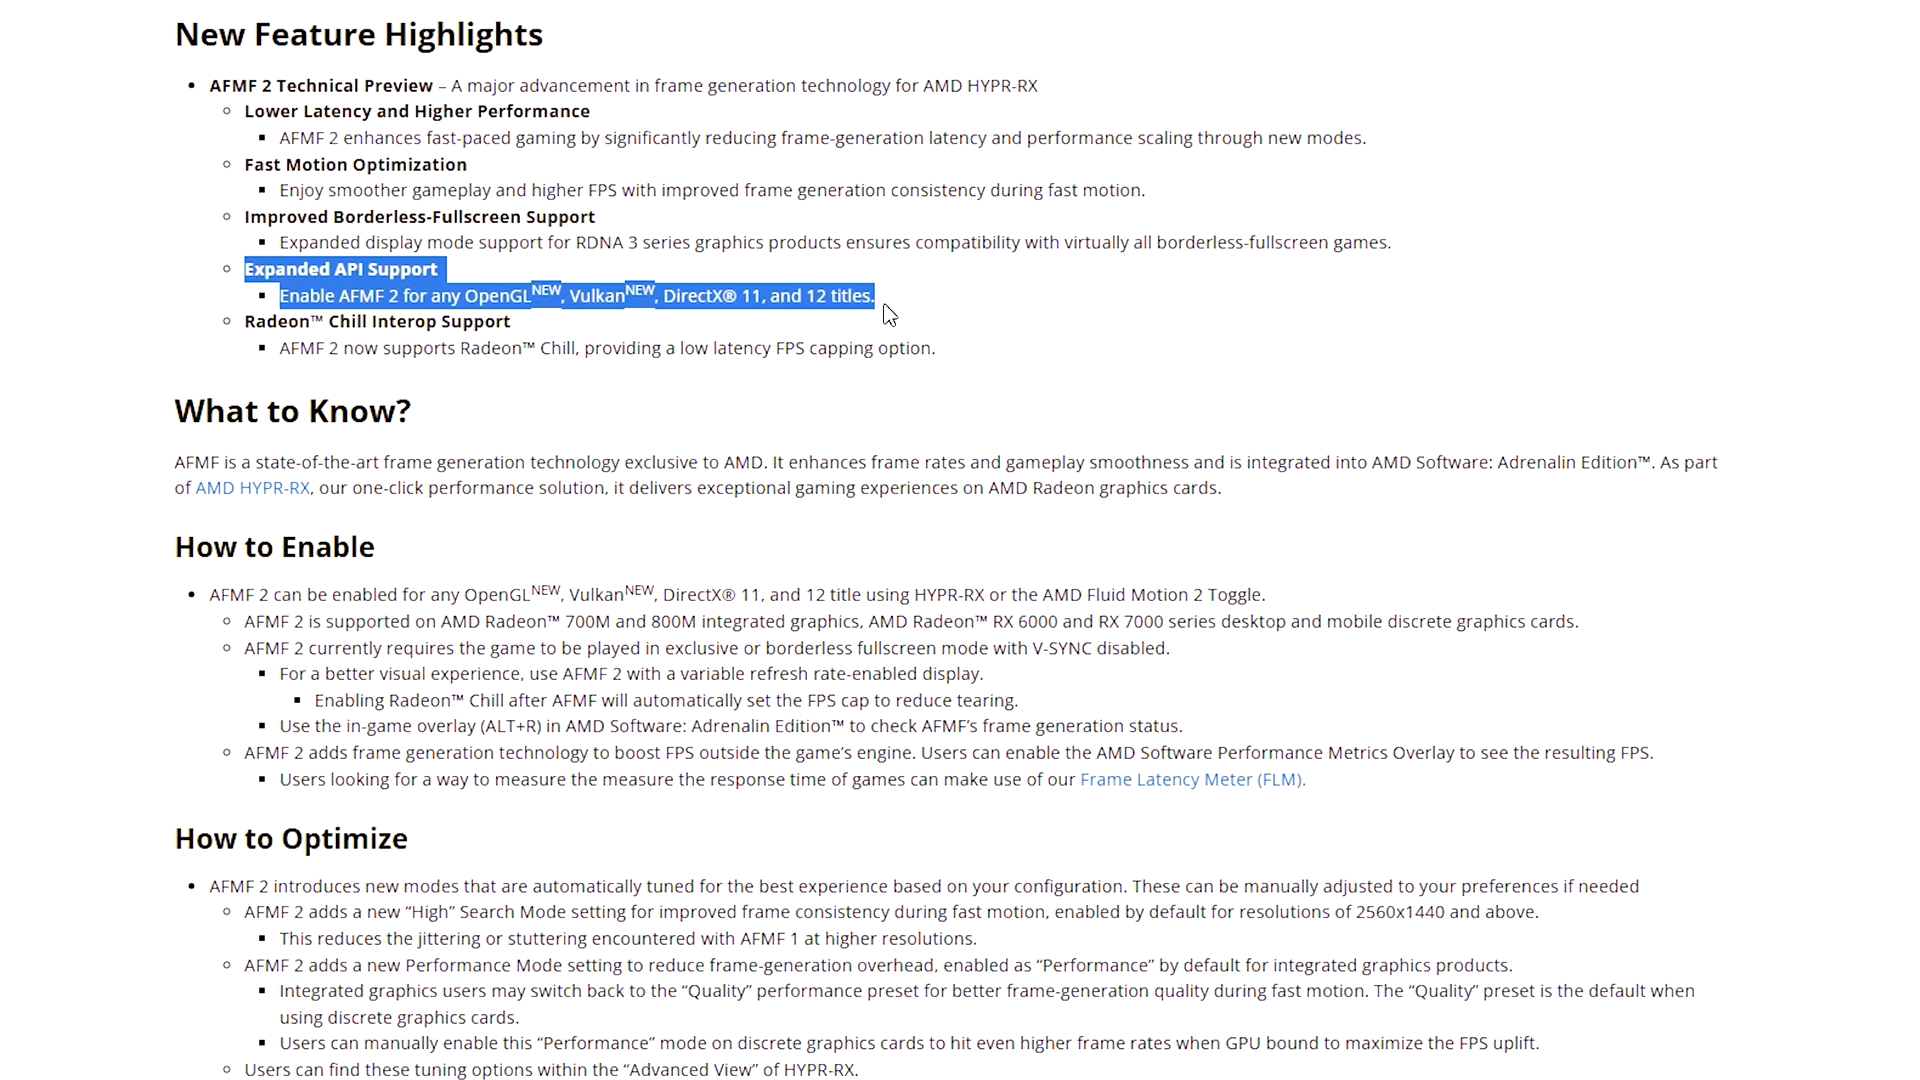 New Feature Highlights
• AFMF 2 Technical Preview – A major advancement in frame generation technology for AMD HYPR-RX
◦ Lower Latency and Higher Performance
▪ AFMF 2 enhances fast-paced gaming by significantly reducing frame-generation latency and performance scaling through new modes.
◦ Fast Motion Optimization
▪ Enjoy smoother gameplay and higher FPS with improved frame generation consistency during fast motion.
◦ Improved Borderless-Fullscreen Support
▪ Expanded display mode support for RDNA 3 series graphics products ensures compatibility with virtually all borderless-fullscreen games.
◦ Expanded API Support
▪ Enable AFMF 2 for any OpenGLNEW, VulkanNEW, DirectX® 11, and 12 titles.
◦ Radeon™ Chill Interop Support
▪ AFMF 2 now supports Radeon™ Chill, providing a low latency FPS capping option.
What to Know?
AFMF is a state-of-the-art frame generation technology exclusive to AMD. It enhances frame rates and gameplay smoothness and is integrated into AMD Software: Adrenalin Edition™. As part
of AMD HYPR-RX, our one-click performance solution, it delivers exceptional gaming experiences on AMD Radeon graphics cards.
How to Enable
• AFMF 2 can be enabled for any OpenGLNEW, VulkanNEW, DirectX® 11, and 12 title using HYPR-RX or the AMD Fluid Motion 2 Toggle.
◦ AFMF 2 is supported on AMD Radeon™ 700M and 800M integrated graphics, AMD Radeon™ RX 6000 and RX 7000 series desktop and mobile discrete graphics cards.
◦ AFMF 2 currently requires the game to be played in exclusive or borderless fullscreen mode with V-SYNC disabled.
▪ For a better visual experience, use AFMF 2 with a variable refresh rate-enabled display.
▪ Enabling Radeon™ Chill after AFMF will automatically set the FPS cap to reduce tearing.
▪ Use the in-game overlay (ALT+R) in AMD Software: Adrenalin Edition™ to check AFMF’s frame generation status.
◦ AFMF 2 adds frame generation technology to boost FPS outside the game’s engine. Users can enable the AMD Software Performance Metrics Overlay to see the resulting FPS.
▪ Users looking for a way to measure the measure the response time of games can make use of our Frame Latency Meter (FLM).
How to Optimize
• AFMF 2 introduces new modes that are automatically tuned for the best experience based on your configuration. These can be manually adjusted to your preferences if needed
◦ AFMF 2 adds a new “High” Search Mode setting for improved frame consistency during fast motion, enabled by default for resolutions of 2560x1440 and above.
▪ This reduces the jittering or stuttering encountered with AFMF 1 at higher resolutions.
◦ AFMF 2 adds a new Performance Mode setting to reduce frame-generation overhead, enabled as “Performance” by default for integrated graphics products.
▪ Integrated graphics users may switch back to the “Quality” performance preset for better frame-generation quality during fast motion. The “Quality” preset is the default when
using discrete graphics cards.
▪ Users can manually enable this “Performance” mode on discrete graphics cards to hit even higher frame rates when GPU bound to maximize the FPS uplift.
◦ Users can find these tuning options within the “Advanced View” of HYPR-RX.